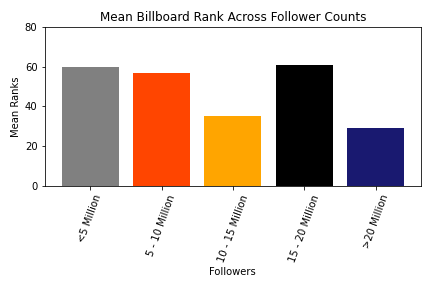 Mean Billboard Rank Across Follower Counts
80
60
40
20
0
Mean Ranks
<5 Million
5 - 10 Million
10 - 15 Million
15 - 20 Million
>20 Million
Followers